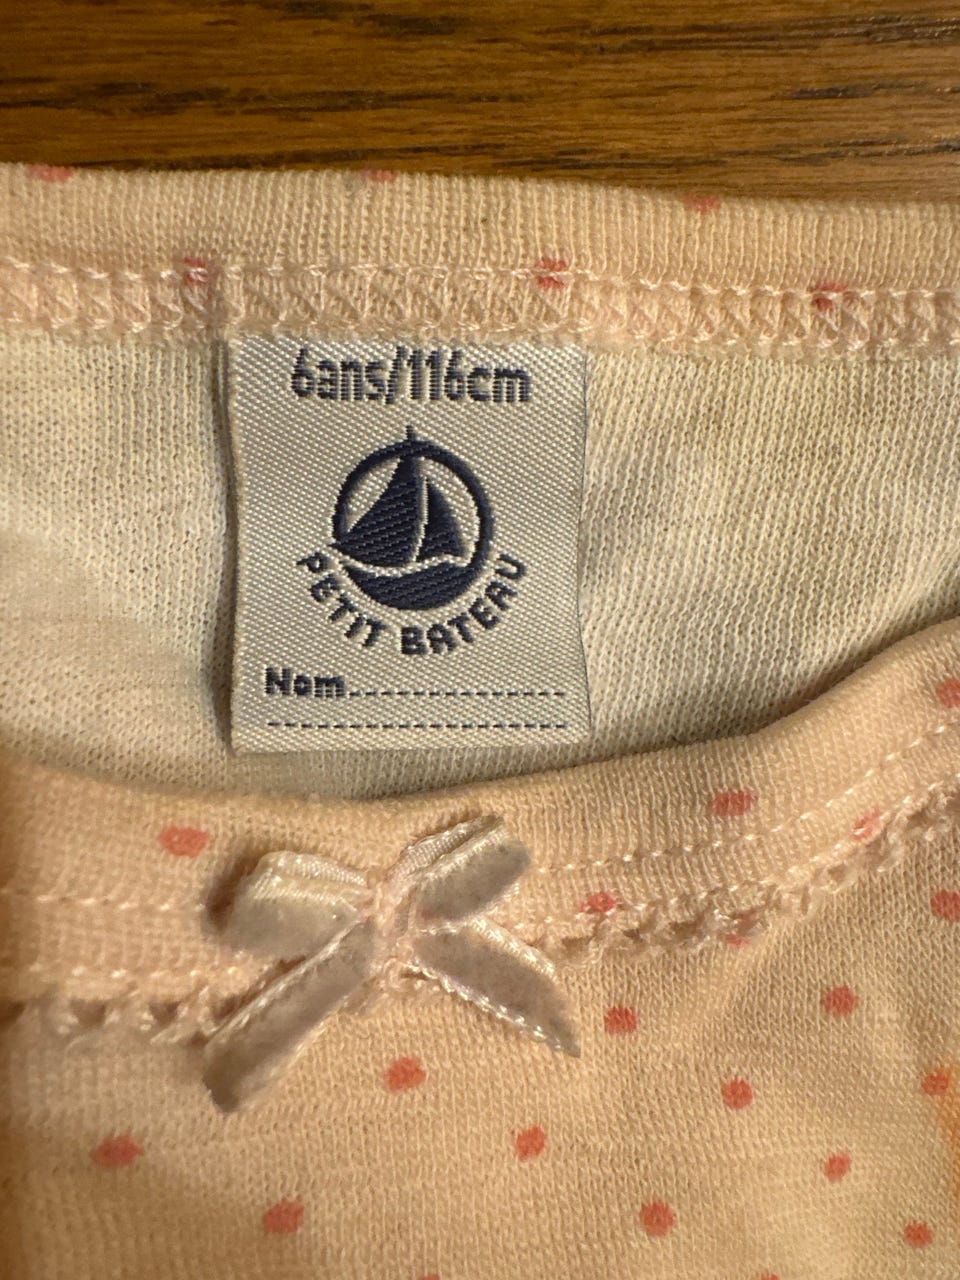 6ans/116cm
PETIT BATEAU
Nom